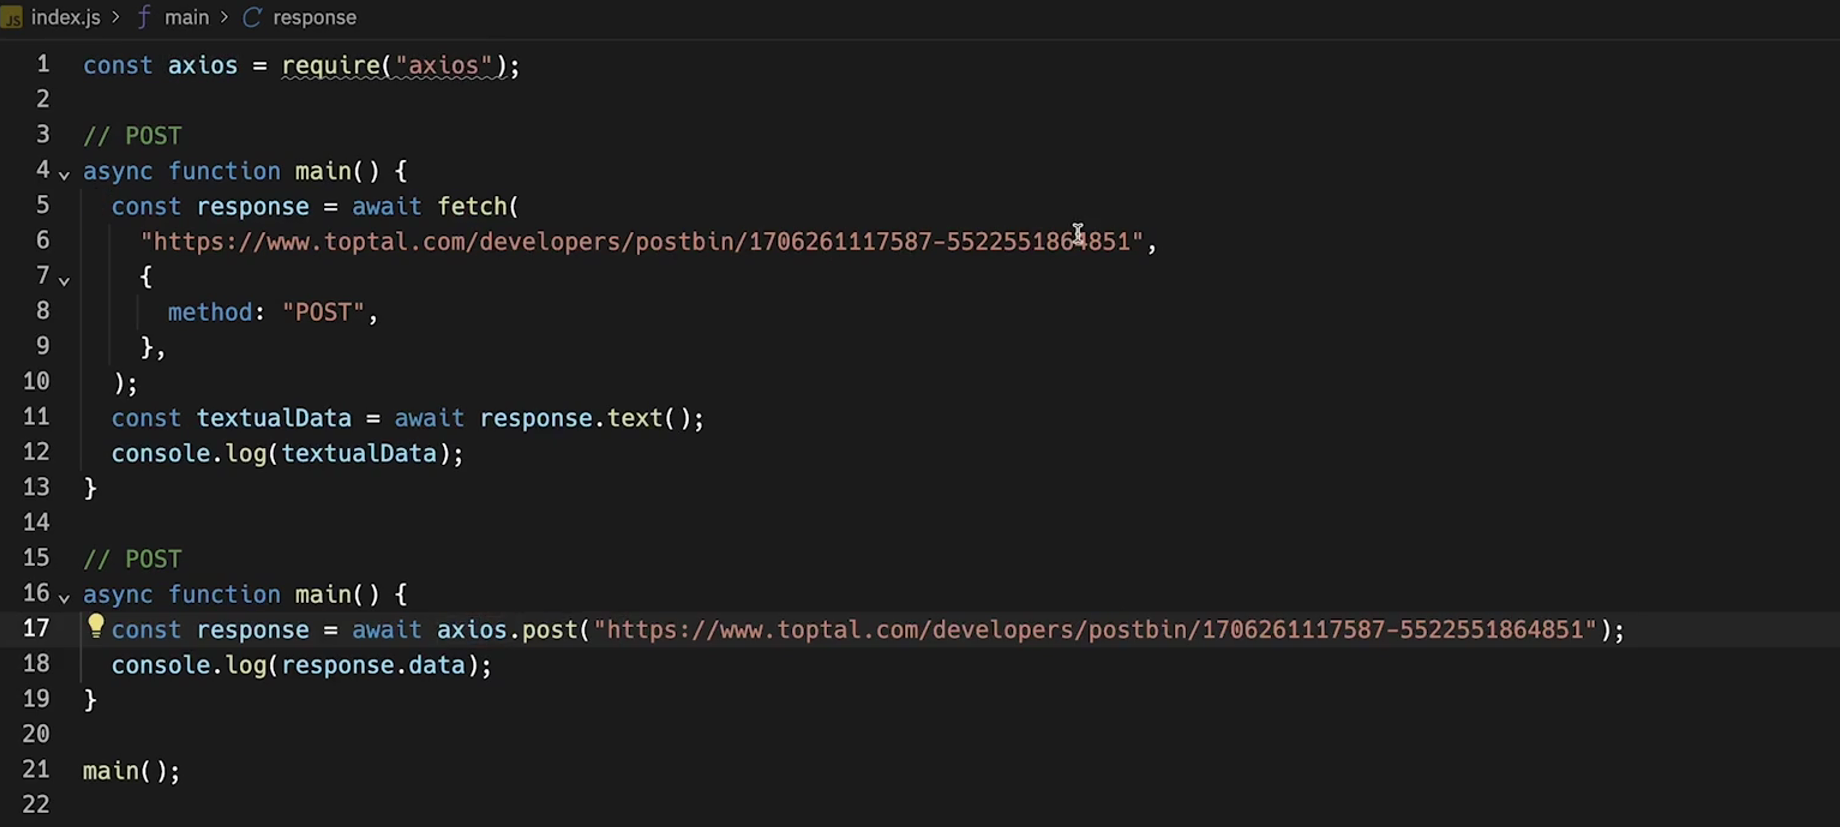 JS index.js > main > response
1 const axios = require("axios");
2
3 // POST
4 async function main() {
5 const response = await fetch(
6 "https://www.toptal.com/developers/postbin/1706261117587-5522551864851",
7 {
8 method: "POST",
9 },
10 );
11 const textualData = await response.text();
12 console.log(textualData);
13 }
14
15 // POST
16 async function main() {
17 const response = await axios.post("https://www.toptal.com/developers/postbin/1706261117587-5522551864851");
18 console.log(response.data);
19 }
20
21 main();
22